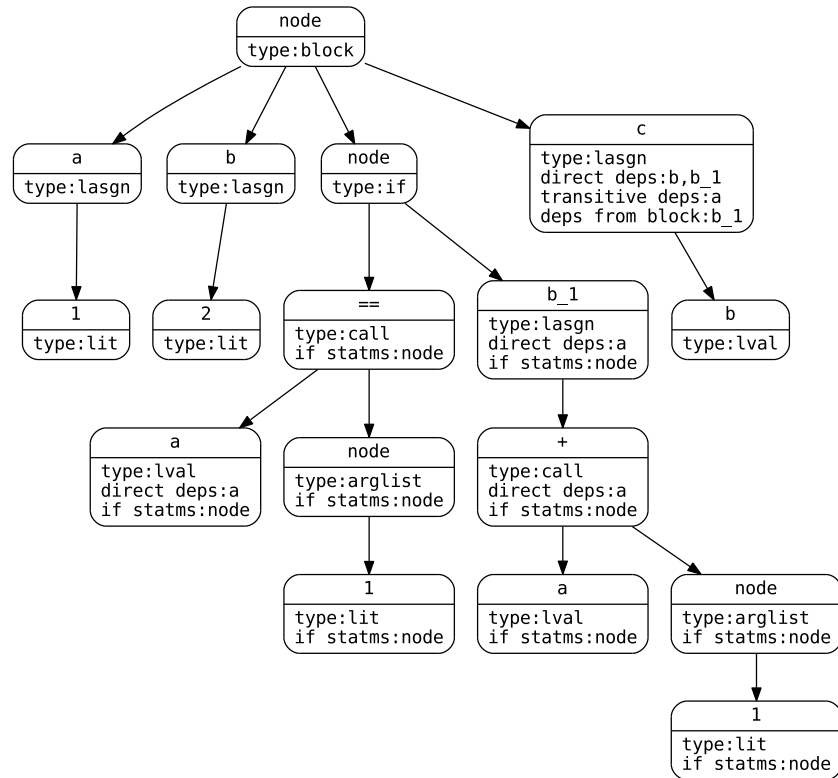 node
type:block
a
type:lasgn
b
type:lasgn
node
type:if
c
type:lasgn
direct deps:b,b_1
transitive deps:a
deps from block:b_1
1
type:lit
2
type:lit
==
type:call
if statms:node
b_1
type:lasgn
direct deps:a
if statms:node
b
type:lval
a
type:lval
direct deps:a
if statms:node
node
type:arglist
if statms:node
+
type:call
direct deps:a
if statms:node
1
type:lit
if statms:node
a
type:lval
if statms:node
node
type:arglist
if statms:node
1
type:lit
if statms:node